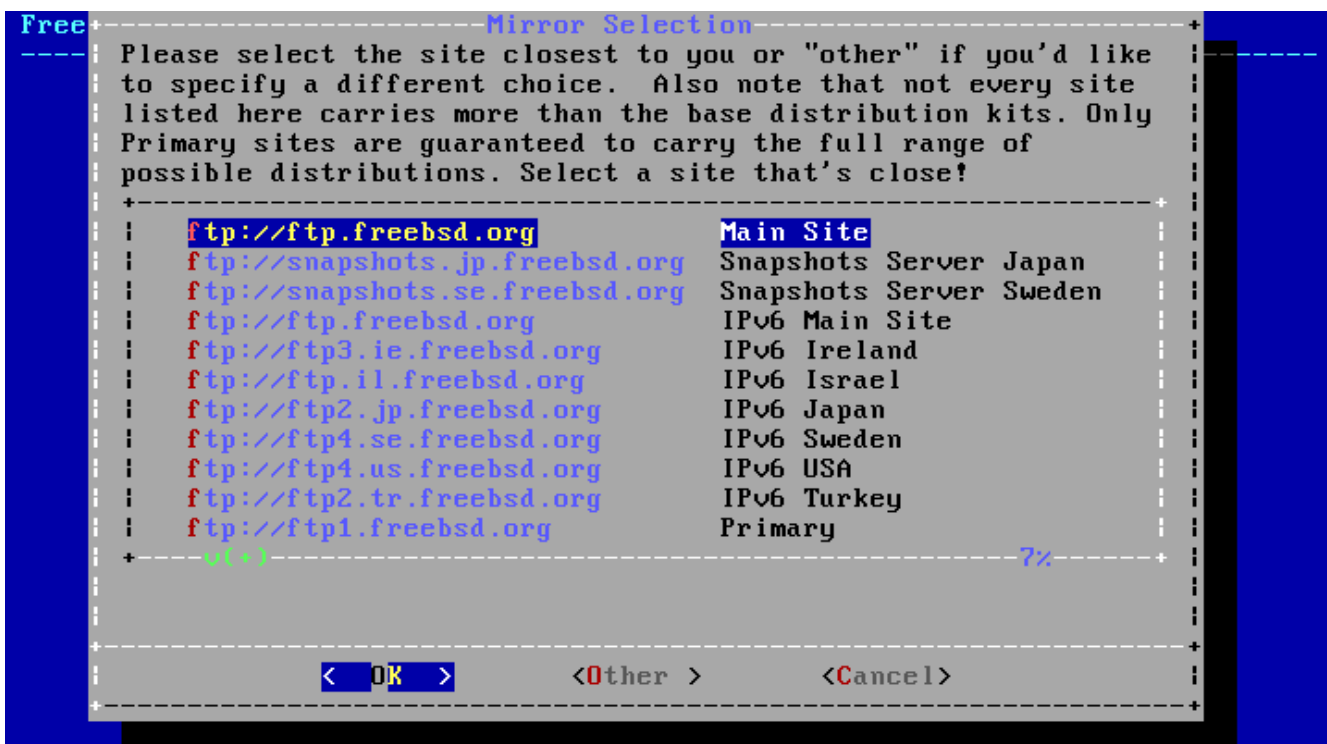 Free
Mirror Selection
Please select the site closest to you or "other" if you'd like
to specify a different choice.  Also note that not every site
listed here carries more than the base distribution kits. Only
Primary sites are guaranteed to carry the full range of
possible distributions. Select a site that's close!
ftp://ftp.freebsd.org Main Site
ftp://snapshots.jp.freebsd.org Snapshots Server Japan
ftp://snapshots.se.freebsd.org Snapshots Server Sweden
ftp://ftp.freebsd.org IPv6 Main Site
ftp://ftp3.ie.freebsd.org IPv6 Ireland
ftp://ftp.il.freebsd.org IPv6 Israel
ftp://ftp2.jp.freebsd.org IPv6 Japan
ftp://ftp4.se.freebsd.org IPv6 Sweden
ftp://ftp4.us.freebsd.org IPv6 USA
ftp://ftp2.tr.freebsd.org IPv6 Turkey
ftp://ftp1.freebsd.org Primary
v(+) 7%
< OK > <Other > <Cancel>